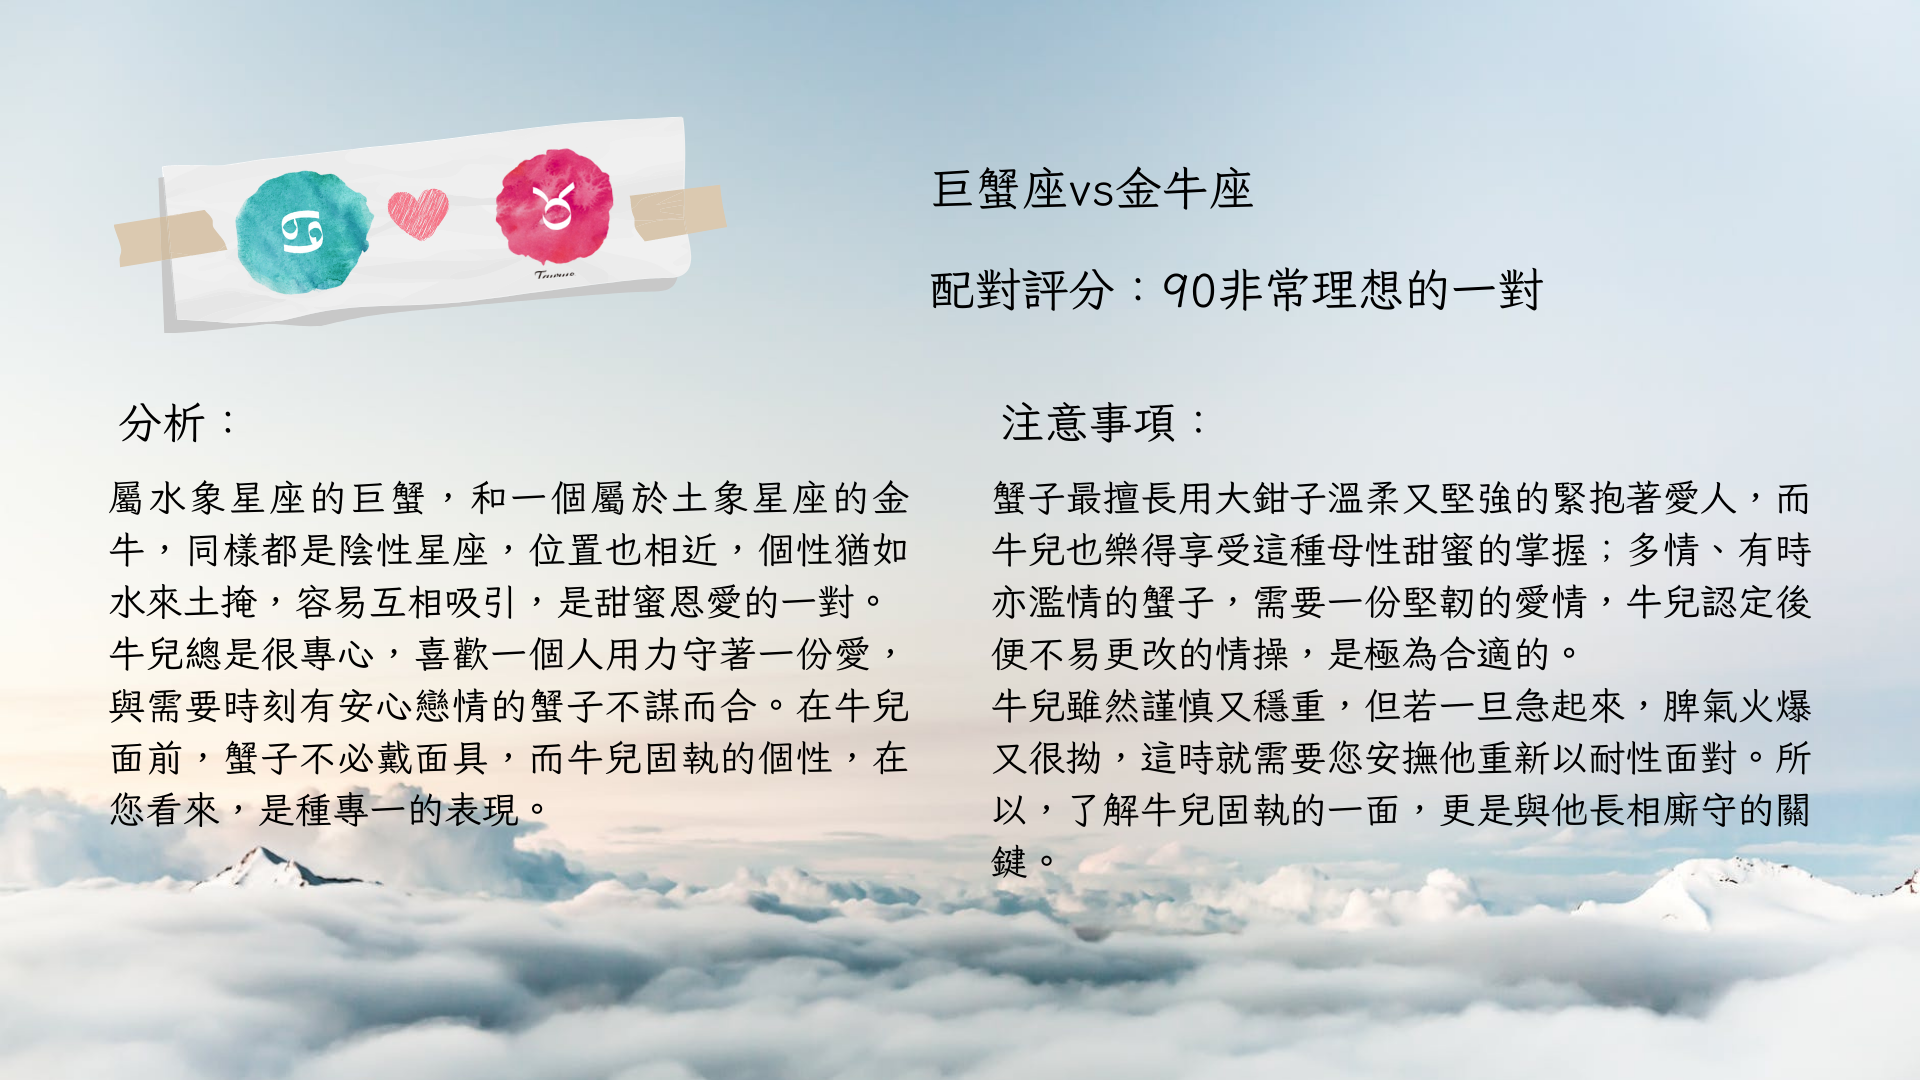 巨蟹座vs金牛座
配對評分：90非常理想的一對
分析：
屬水象星座的巨蟹，和一個屬於土象星座的金
牛，同樣都是陰性星座，位置也相近，個性猶如
水來土掩，容易互相吸引，是甜蜜恩愛的一對。
牛兒總是很專心，喜歡一個人用力守著一份愛，
與需要時刻有安心戀情的蟹子不謀而合。在牛兒
面前，蟹子不必戴面具，而牛兒固執的個性，在
您看來，是種專一的表現。
注意事項：
蟹子最擅長用大鉗子溫柔又堅強的緊抱著愛人，而
牛兒也樂得享受這種母性甜蜜的掌握；多情、有時
亦濫情的蟹子，需要一份堅韌的愛情，牛兒認定後
便不易更改的情操，是極為合適的。
牛兒雖然謹慎又穩重，但若一旦急起來，脾氣火爆
又很拗，這時就需要您安撫他重新以耐性面對。所
以，了解牛兒固執的一面，更是與他長相廝守的關
鍵。